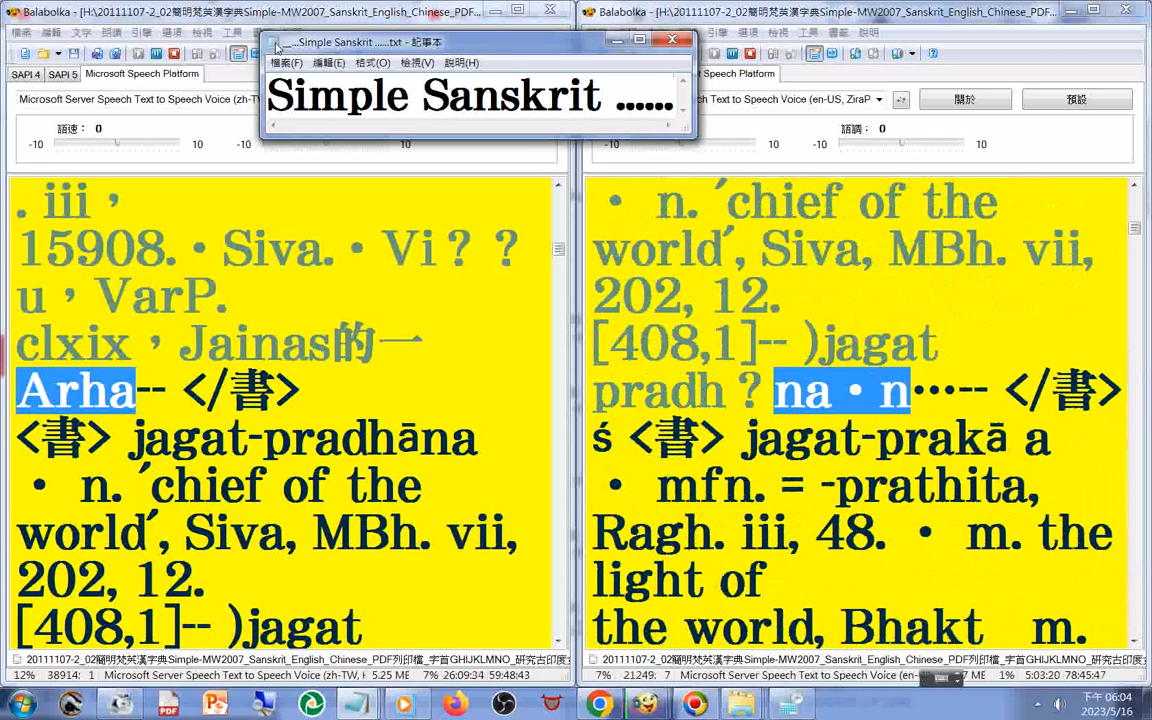 Balabolka - [H:\20111107-2_02簡明梵英漢字典Simple-MW2007_Sanskrit_English_Chinese_PDF...
Balabolka - [H:\20111107-2_02簡明梵英漢字典Simple-MW2007_Sanskrit_English_Chinese_PDF...
__...Simple Sanskrit ......txt - 記事本
檔案(F) 編輯(E) 格式(O) 檢視(V) 說明(H)
Simple Sanskrit ......
SAPI 4 SAPI 5 Microsoft Speech Platform
t Speech Platform
Microsoft Server Speech Text to Speech Voice (zh-TW
Microsoft Server Speech Text to Speech Voice (en-US, ZiraP
關於 預設
語速： 0
語調： 0
-10 10 -10 10
-10 10 -10 10
. iii，
15908.‧Siva.‧Vi？？
u，VarP.
clxix，Jainas的一
Arha-- </書>
<書> jagat-pradhāna
‧ n. ´chief of the
world´, Siva, MBh. vii,
202, 12.
[408,1]-- )jagat
‧ n. ´chief of the
world´, Siva, MBh. vii,
202, 12.
[408,1]-- )jagat
pradh？na‧n…-- </書>
ś <書> jagat-prakā a
‧ mfn. = -prathita,
Ragh. iii, 48. ‧ m. the
light of
the world, Bhakt m.
20111107-2_02簡明梵英漢字典Simple-MW2007_Sanskrit_English_Chinese_PDF列印檔_字首GHIJKLMNO_研究古印度
20111107-2_02簡明梵英漢字典Simple-MW2007_Sanskrit_English_Chinese_PDF列印檔_字首GHIJKLMNO_研究古印度
12% 38914: 1 Microsoft Server Speech Text to Speech Voice (zh-TW, 5.25 ME 7% 26:09:34 59:48:43
7% 21249: 7 Microsoft Server Speech Text to Speech 1% 5:03:20 78:45:47
下午 06:04
2023/5/16